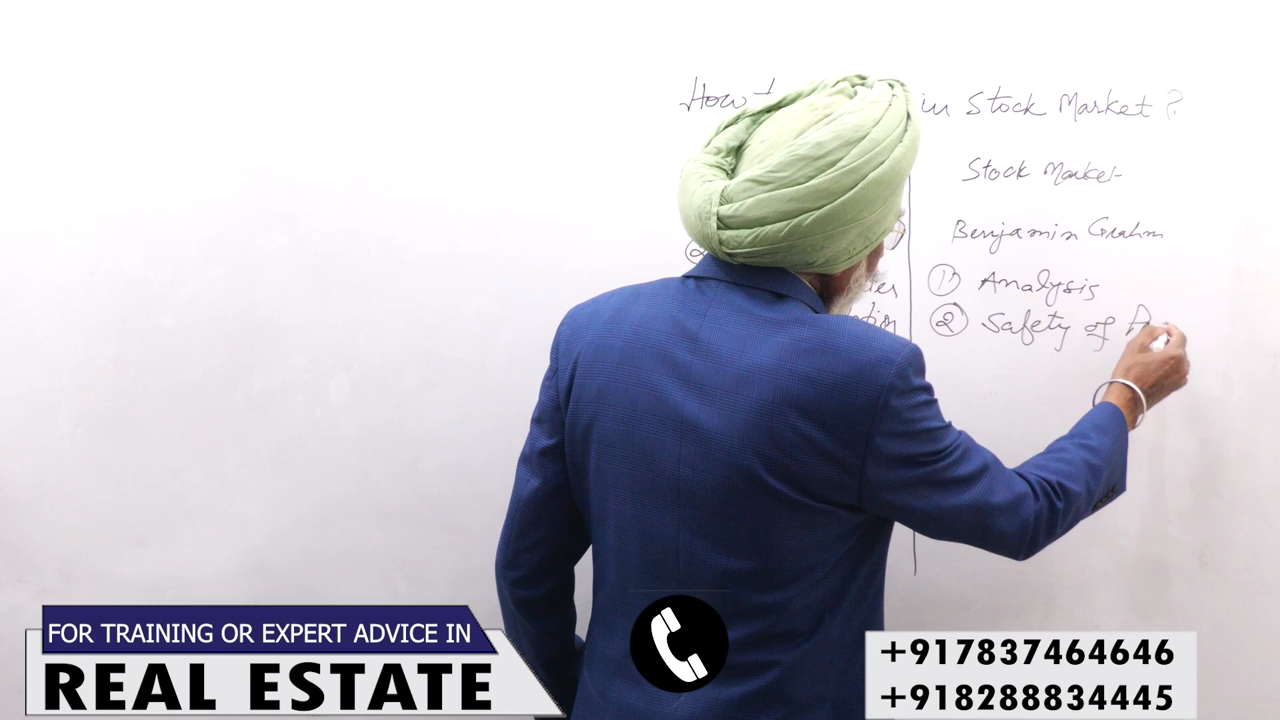 How in Stock Market ?
Stock Market
Benjamin Grahm
① Analysis
② Safety of
FOR TRAINING OR EXPERT ADVICE IN
REAL ESTATE
+917837464646
+918288834445